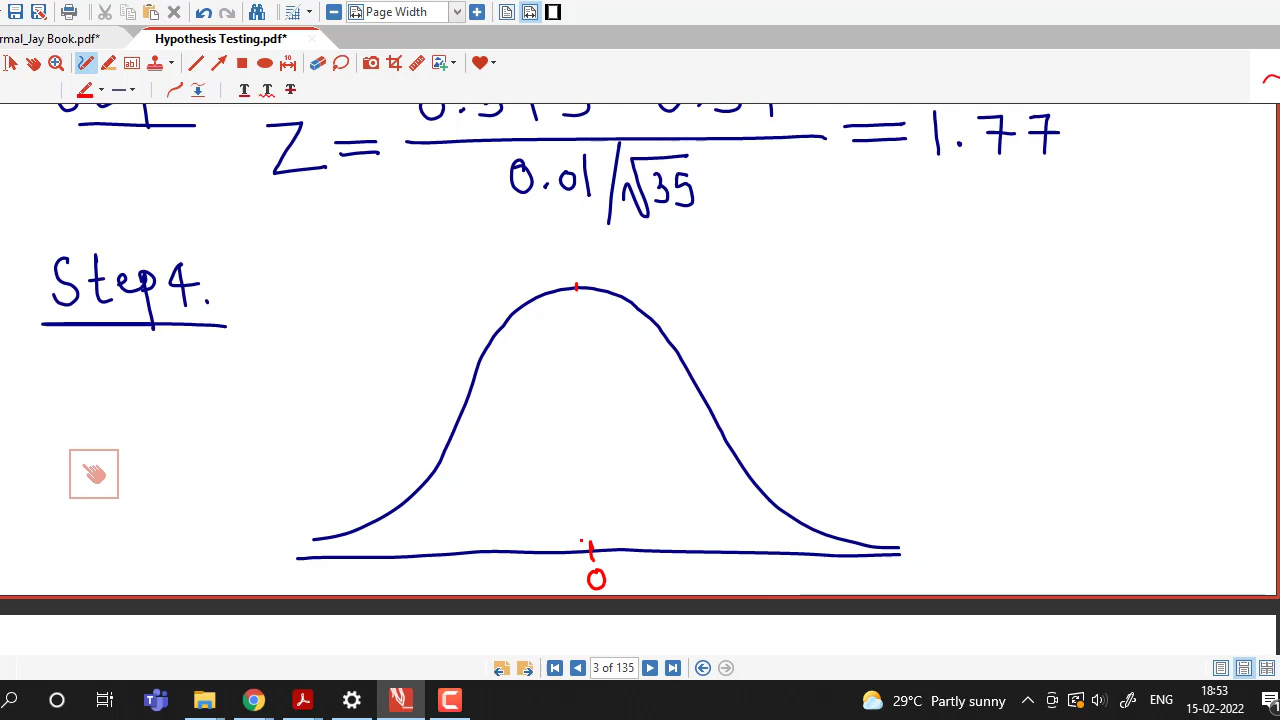 Page Width
rmal_Jay Book.pdf*
Hypothesis Testing.pdf*
Z = 0.01/√35 = 1.77
Step 4.
0
3 of 135
29°C Partly sunny
ENG
18:53
15-02-2022